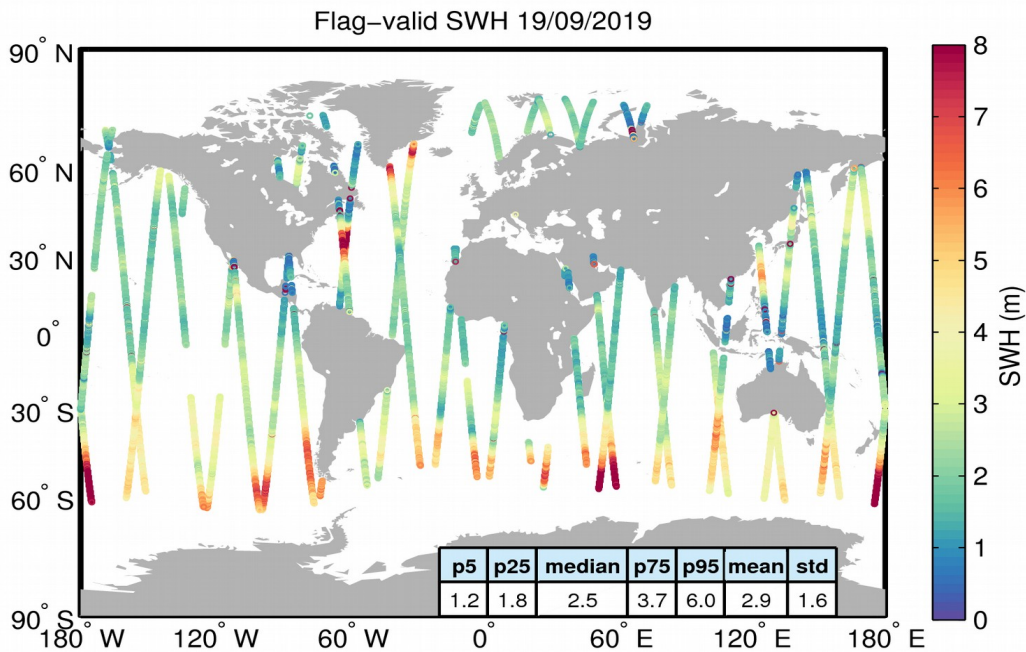 Flag−valid SWH 19/09/2019
90° N
60° N
30° N
0°
30° S
60° S
90° S
180° W
120° W
60° W
0°
60° E
120° E
180° E
p5 p25 median p75 p95 mean std
1.2 1.8 2.5 3.7 6.0 2.9 1.6
8
7
6
5
4
3
2
1
0
SWH (m)